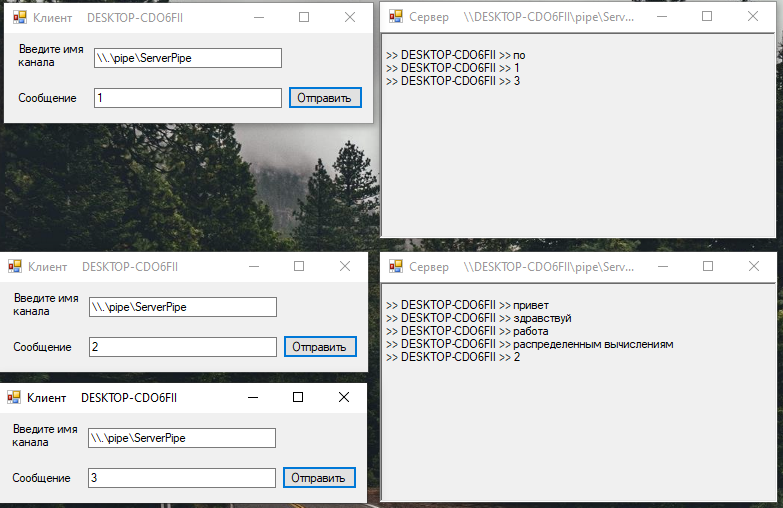 Клиент DESKTOP-CDO6FII
Введите имя
канала
\\.\pipe\ServerPipe
Сообщение
1
Отправить
Сервер \\DESKTOP-CDO6FII\pipe\Serv...
>> DESKTOP-CDO6FII >> по
>> DESKTOP-CDO6FII >> 1
>> DESKTOP-CDO6FII >> 3
Клиент DESKTOP-CDO6FII
Введите имя
канала
\\.\pipe\ServerPipe
Сообщение
2
Отправить
Сервер \\DESKTOP-CDO6FII\pipe\Serv...
>> DESKTOP-CDO6FII >> привет
>> DESKTOP-CDO6FII >> здравствуй
>> DESKTOP-CDO6FII >> работа
>> DESKTOP-CDO6FII >> распределенным вычислениям
>> DESKTOP-CDO6FII >> 2
Клиент DESKTOP-CDO6FII
Введите имя
канала
\\.\pipe\ServerPipe
Сообщение
3
Отправить